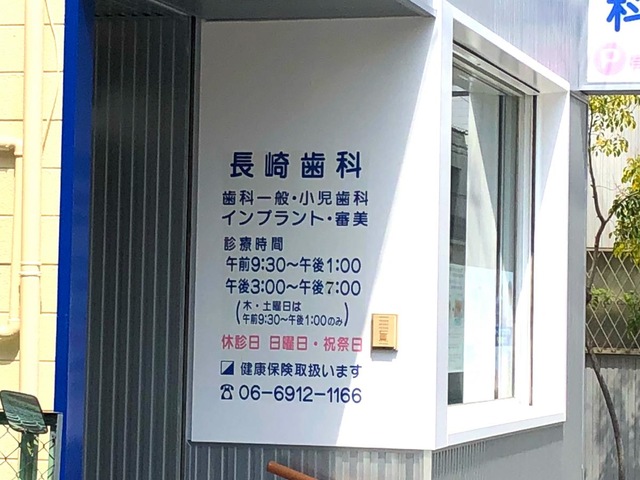 長崎歯科
歯科一般・小児歯科
インプラント・審美
診療時間
午前9:30〜午後1:00
午後3:00〜午後7:00
(木・土曜日は
午前9:30〜午後1:00のみ)
休診日 日曜日・祝祭日
健康保険取扱います
☎ 06-6912-1166
科
P